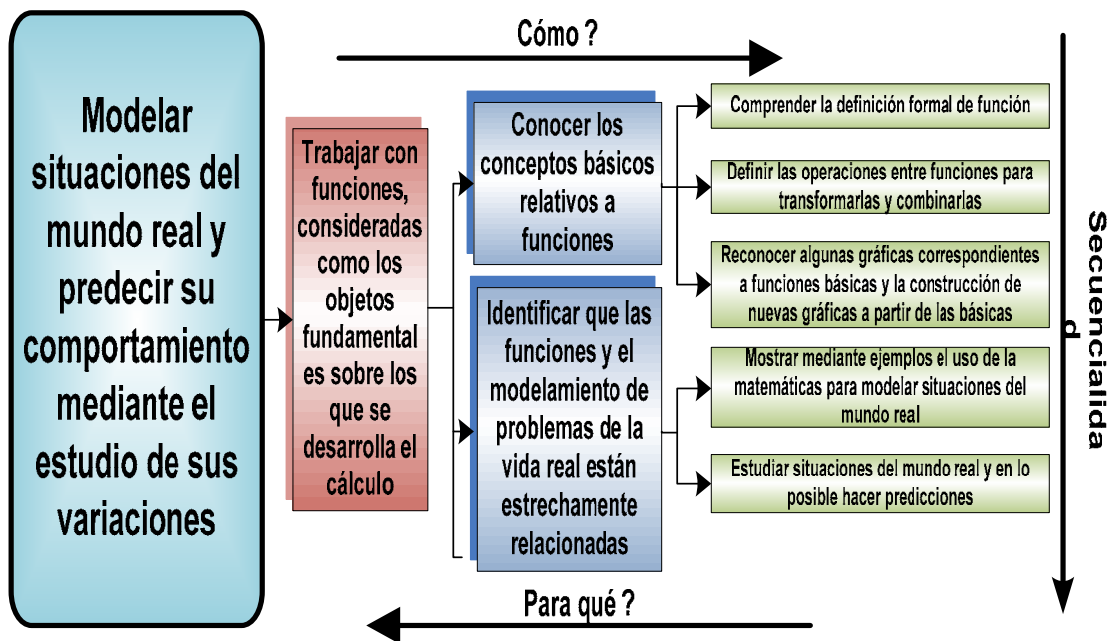 Cómo ?
Modelar
situaciones del
mundo real y
predecir su
comportamiento
mediante el
estudio de sus
variaciones
Trabajar con
funciones,
consideradas
como los
objetos
fundamental
es sobre los
que se
desarrolla el
cálculo
Conocer los
conceptos básicos
relativos a
funciones
Identificar que las
funciones y el
modelamiento de
problemas de la
vida real están
estrechamente
relacionadas
Comprender la definición formal de función
Definir las operaciones entre funciones para
transformarlas y combinarlas
Reconocer algunas gráficas correspondientes
a funciones básicas y la construcción de
nuevas gráficas a partir de las básicas
Mostrar mediante ejemplos el uso de la
matemáticas para modelar situaciones del
mundo real
Estudiar situaciones del mundo real y en lo
posible hacer predicciones
Secuencialida
d
Para qué ?